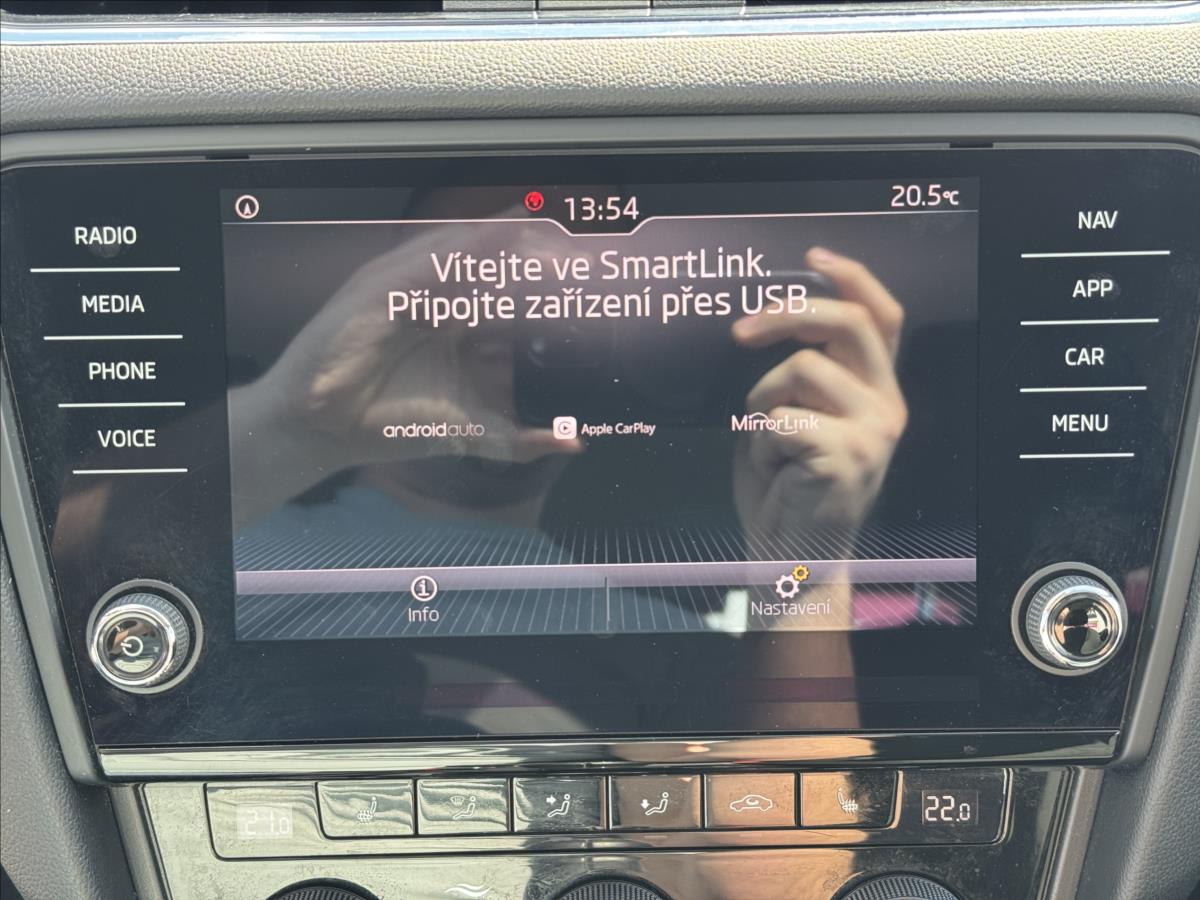 13:54
20.5°C
RADIO
MEDIA
PHONE
VOICE
Vítejte ve SmartLink.
Připojte zařízení přes USB.
androidauto
Apple CarPlay
MirrorLink
NAV
APP
CAR
MENU
Info
Nastavení
21.0
22.0